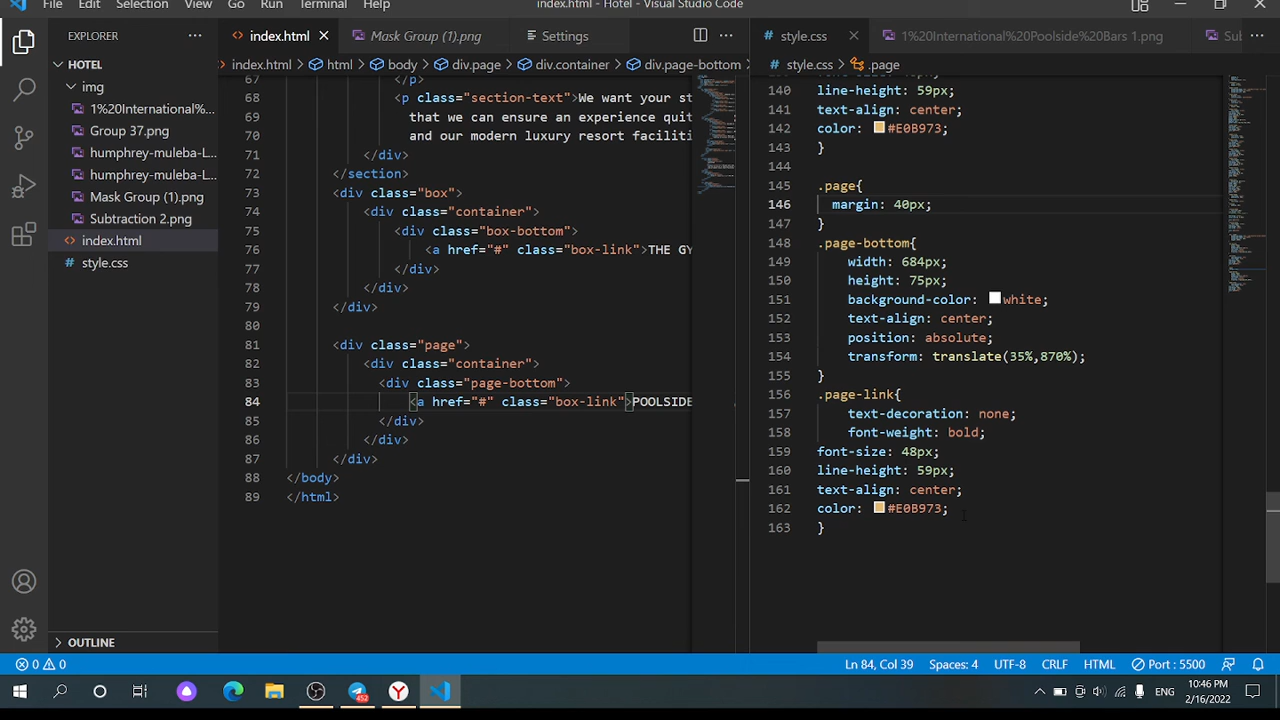 File Edit Selection View Go Run Terminal Help index.html - Hotel - Visual Studio Code
EXPLORER
HOTEL
img
1%20International%...
Group 37.png
humphrey-muleba-L...
humphrey-muleba-L...
Mask Group (1).png
Subtraction 2.png
index.html
style.css
OUTLINE
index.html Mask Group (1).png Settings
index.html > html > body > div.page > div.container > div.page-bottom
67 </p>
68 <p class="section-text">We want your st
69 that we can ensure an experience quit
70 and our modern luxury resort faciliti
71 </div>
72 </section>
73 <div class="box">
74 <div class="container">
75 <div class="box-bottom">
76 <a href="#" class="box-link">THE GY
77 </div>
78 </div>
79 </div>
80
81 <div class="page">
82 <div class="container">
83 <div class="page-bottom">
84 <a href="#" class="box-link">POOLSIDE
85 </div>
86 </div>
87 </div>
88 </body>
89 </html>
style.css 1%20International%20Poolside%20Bars 1.png
style.css > .page
140 line-height: 59px;
141 text-align: center;
142 color: #E0B973;
143 }
144
145 .page{
146 margin: 40px;
147 }
148 .page-bottom{
149 width: 684px;
150 height: 75px;
151 background-color: white;
152 text-align: center;
153 position: absolute;
154 transform: translate(35%,870%);
155 }
156 .page-link{
157 text-decoration: none;
158 font-weight: bold;
159 font-size: 48px;
160 line-height: 59px;
161 text-align: center;
162 color: #E0B973;
163 }
0 0 Ln 84, Col 39 Spaces: 4 UTF-8 CRLF HTML Port : 5500
452
ENG
10:46 PM
2/16/2022